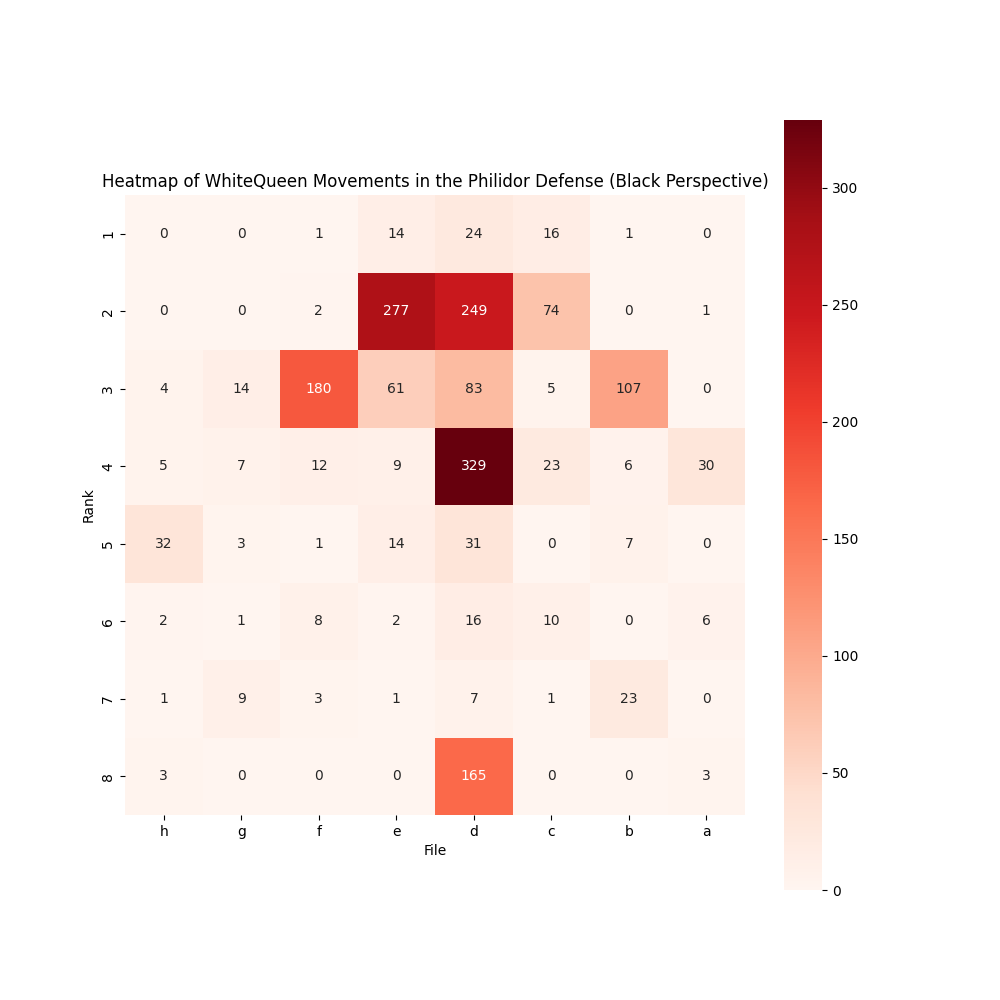 Heatmap of WhiteQueen Movements in the Philidor Defense (Black Perspective)
1 0 0 1 14 24 16 1 0
2 0 0 2 277 249 74 0 1
3 4 14 180 61 83 5 107 0
4 5 7 12 9 329 23 6 30
5 32 3 1 14 31 0 7 0
6 2 1 8 2 16 10 0 6
7 1 9 3 1 7 1 23 0
8 3 0 0 0 165 0 0 3
h g f e d c b a
File
Rank
300
250
200
150
100
50
0